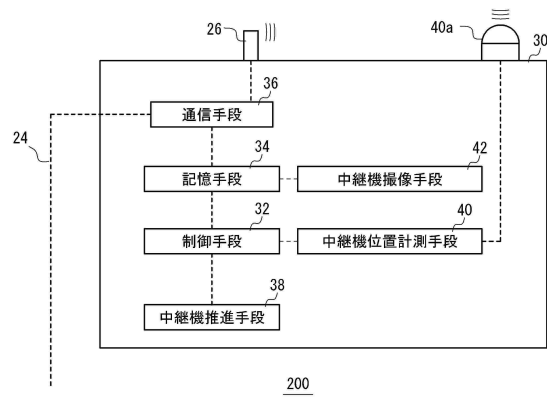 26
40a
30
36
通信手段
24
34
42
記憶手段
中継機撮像手段
32
40
制御手段
中継機位置計測手段
38
中継機推進手段
200